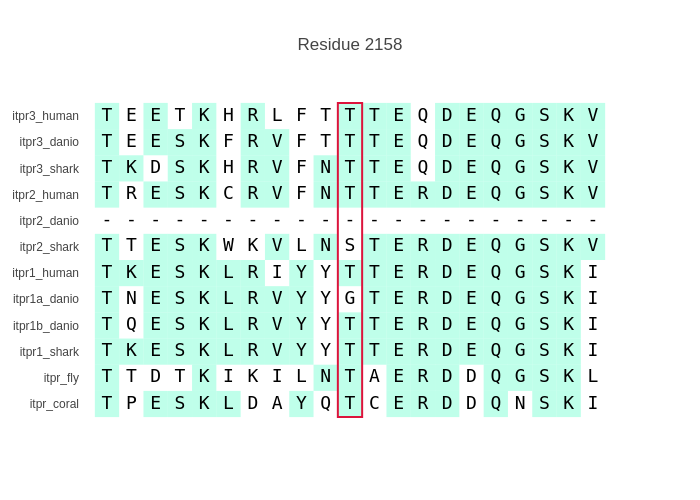 Residue 2158
itpr3_human T E E T K H R L F T T T E Q D E Q G S K V
itpr3_danio T E E S K F R V F T T T E Q D E Q G S K V
itpr3_shark T K D S K H R V F N T T E Q D E Q G S K V
itpr2_human T R E S K C R V F N T T E R D E Q G S K V
itpr2_danio - - - - - - - - - - - - - - - - - - - - -
itpr2_shark T T E S K W K V L N S T E R D E Q G S K V
itpr1_human T K E S K L R I Y Y T T E R D E Q G S K I
itpr1a_danio T N E S K L R V Y Y G T E R D E Q G S K I
itpr1b_danio T Q E S K L R V Y Y T T E R D E Q G S K I
itpr1_shark T K E S K L R V Y Y T T E R D E Q G S K I
itpr_fly T T D T K I K I L N T A E R D D Q G S K L
itpr_coral T P E S K L D A Y Q T C E R D D Q N S K I